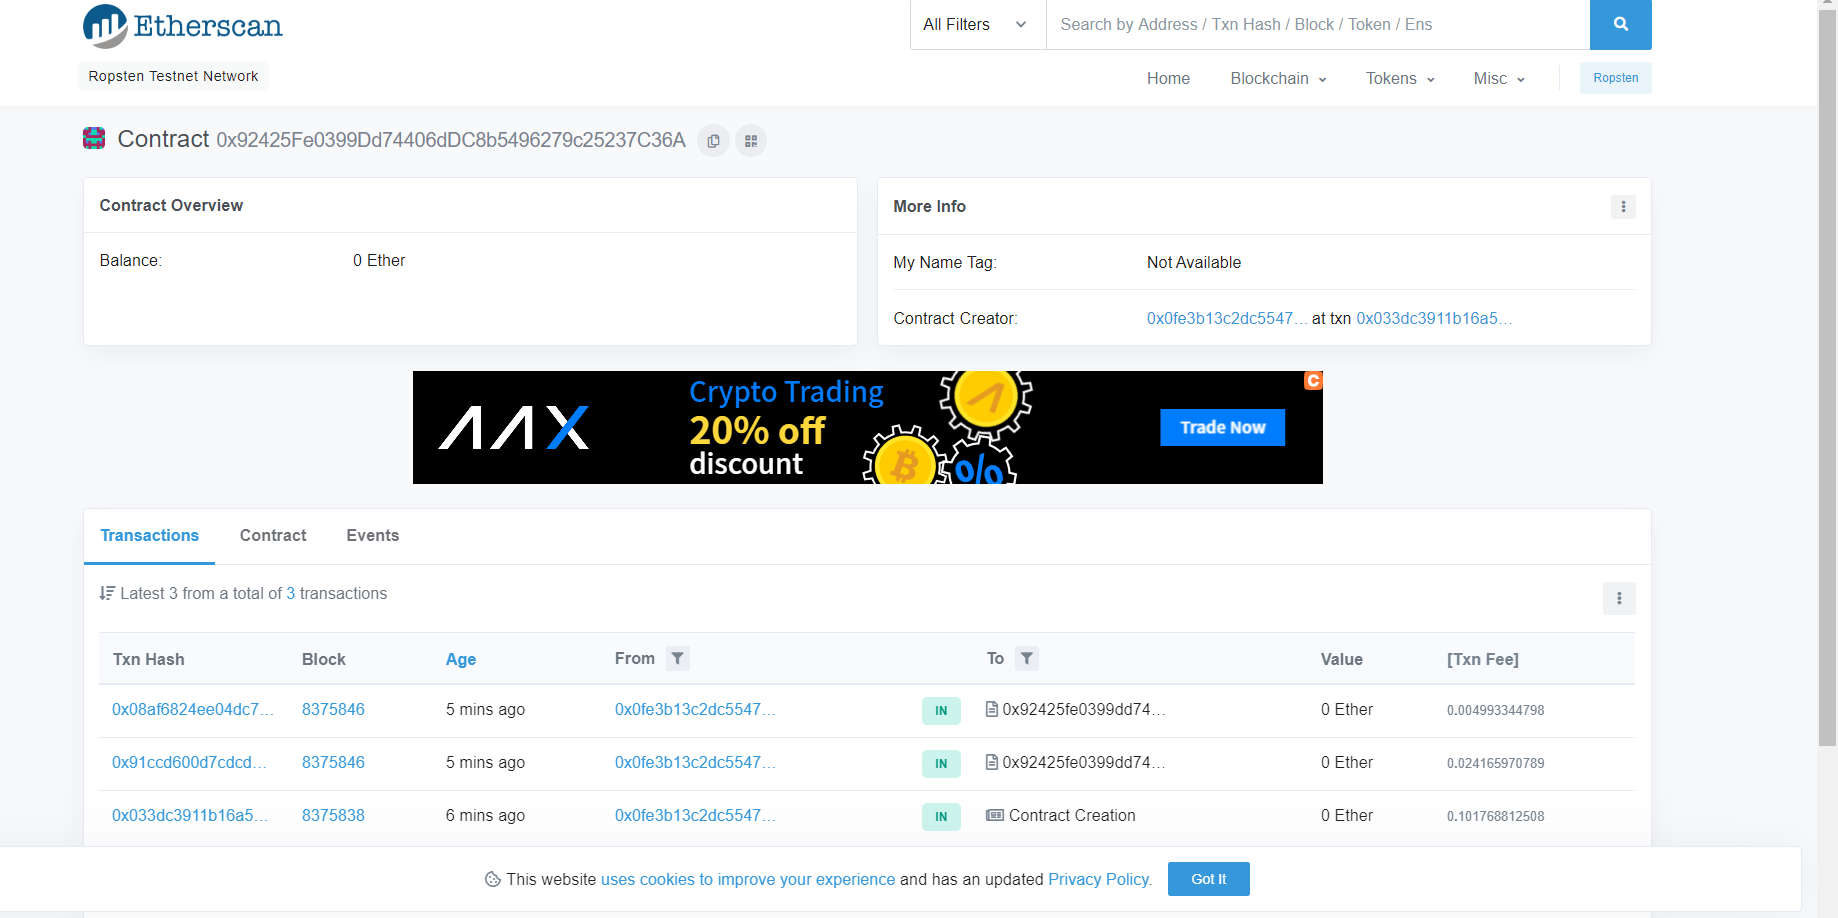 Etherscan
All Filters
Search by Address / Txn Hash / Block / Token / Ens
Ropsten Testnet Network
Home Blockchain Tokens Misc Ropsten
Contract 0x92425Fe0399Dd74406dDC8b5496279c25237C36A
Contract Overview
Balance: 0 Ether
More Info
My Name Tag: Not Available
Contract Creator: 0x0fe3b13c2dc5547... at txn 0x033dc3911b16a5...
AAX
Crypto Trading
20% off
discount
%
Trade Now
C
Transactions Contract Events
Latest 3 from a total of 3 transactions
Txn Hash Block Age From To Value [Txn Fee]
0x08af6824ee04dc7... 8375846 5 mins ago 0x0fe3b13c2dc5547... IN 0x92425fe0399dd74... 0 Ether 0.004993344798
0x91ccd600d7cdcd... 8375846 5 mins ago 0x0fe3b13c2dc5547... IN 0x92425fe0399dd74... 0 Ether 0.024165970789
0x033dc3911b16a5... 8375838 6 mins ago 0x0fe3b13c2dc5547... IN Contract Creation 0 Ether 0.101768812508
This website uses cookies to improve your experience and has an updated Privacy Policy. Got It